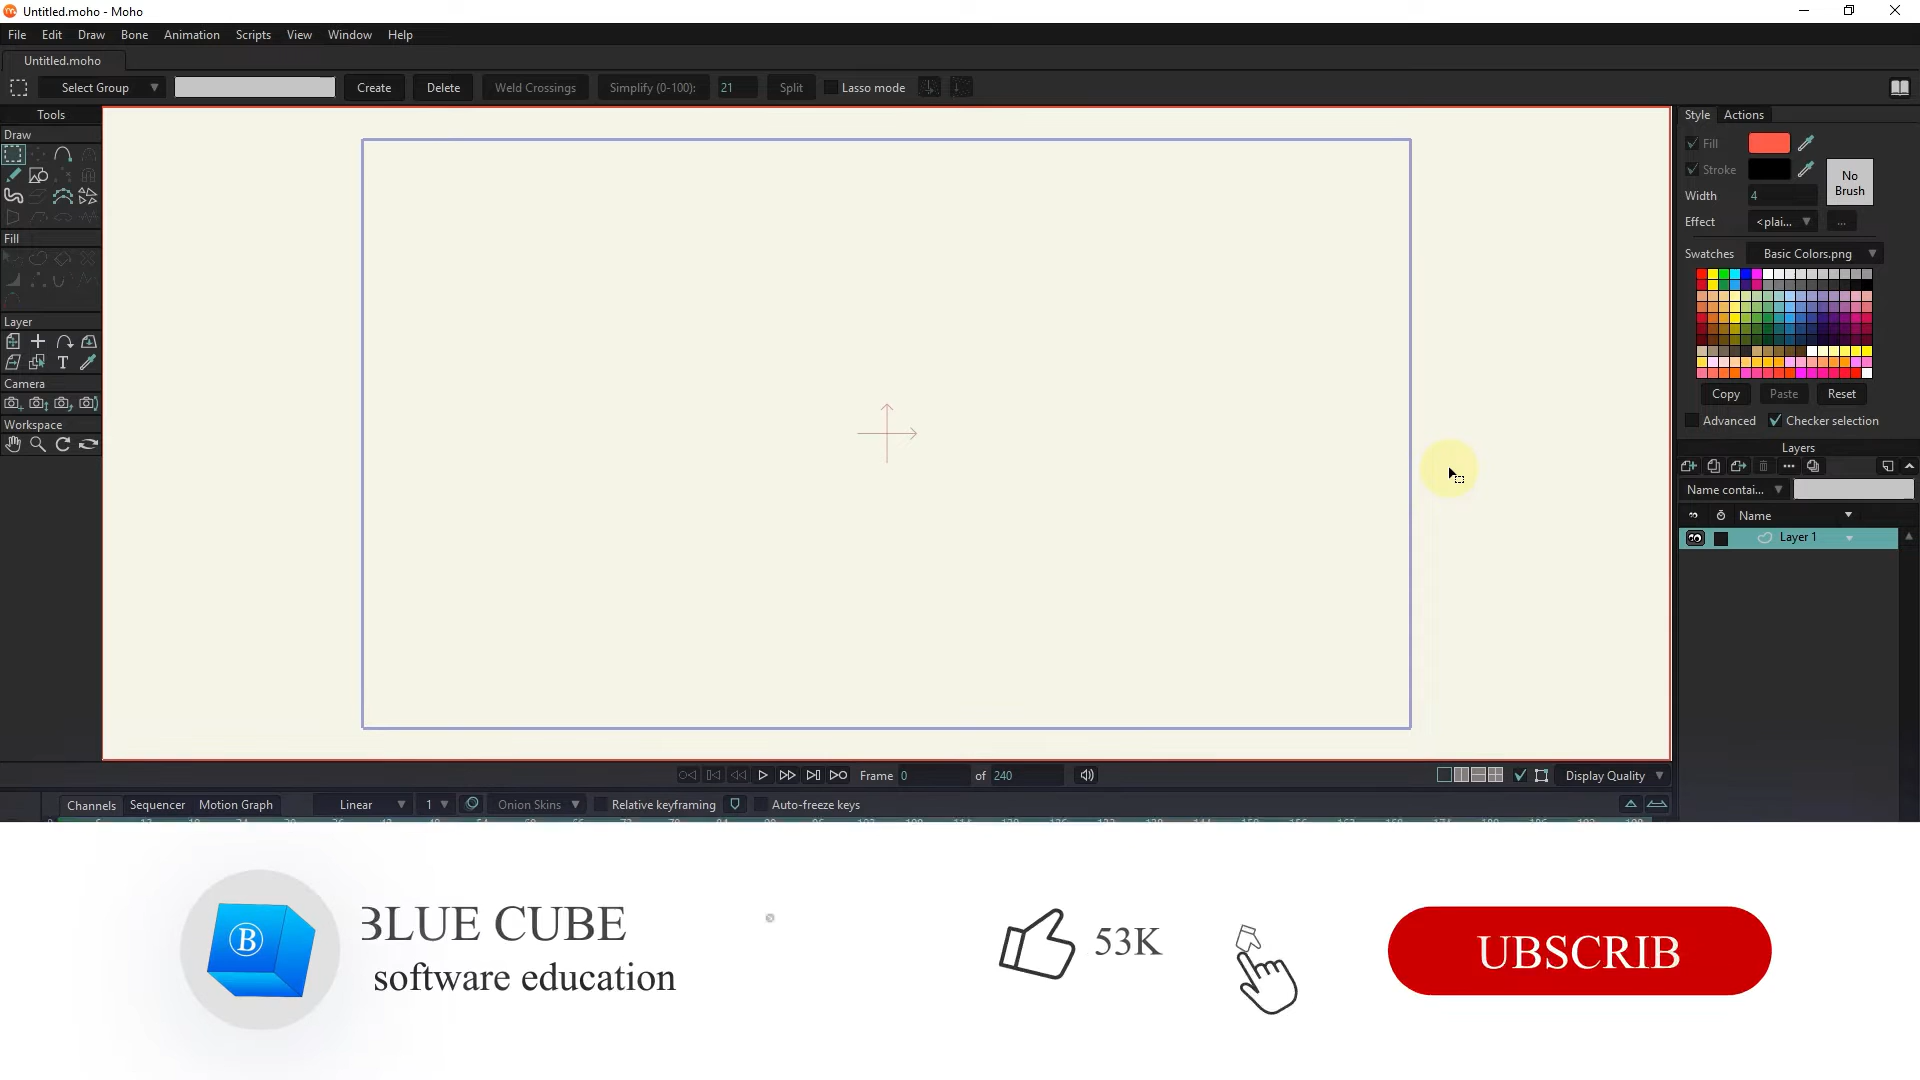 Untitled.moho - Moho
File Edit Draw Bone Animation Scripts View Window Help
Untitled.moho
Select Group Create Delete Weld Crossings Simplify (0-100): 21 Split Lasso mode
Tools
Draw
Fill
Layer
T
Camera
Workspace
Style Actions
Fill
Stroke
No
Brush
Width 4
Effect <plai... ...
Swatches Basic Colors.png
Copy Paste Reset
Advanced Checker selection
Layers
Name contai...
Name
Layer 1
Frame 0 of 240 Display Quality
Channels Sequencer Motion Graph Linear 1 Onion Skins Relative keyframing Auto-freeze keys
B
BLUE CUBE
software education
53K
UBSCRIB